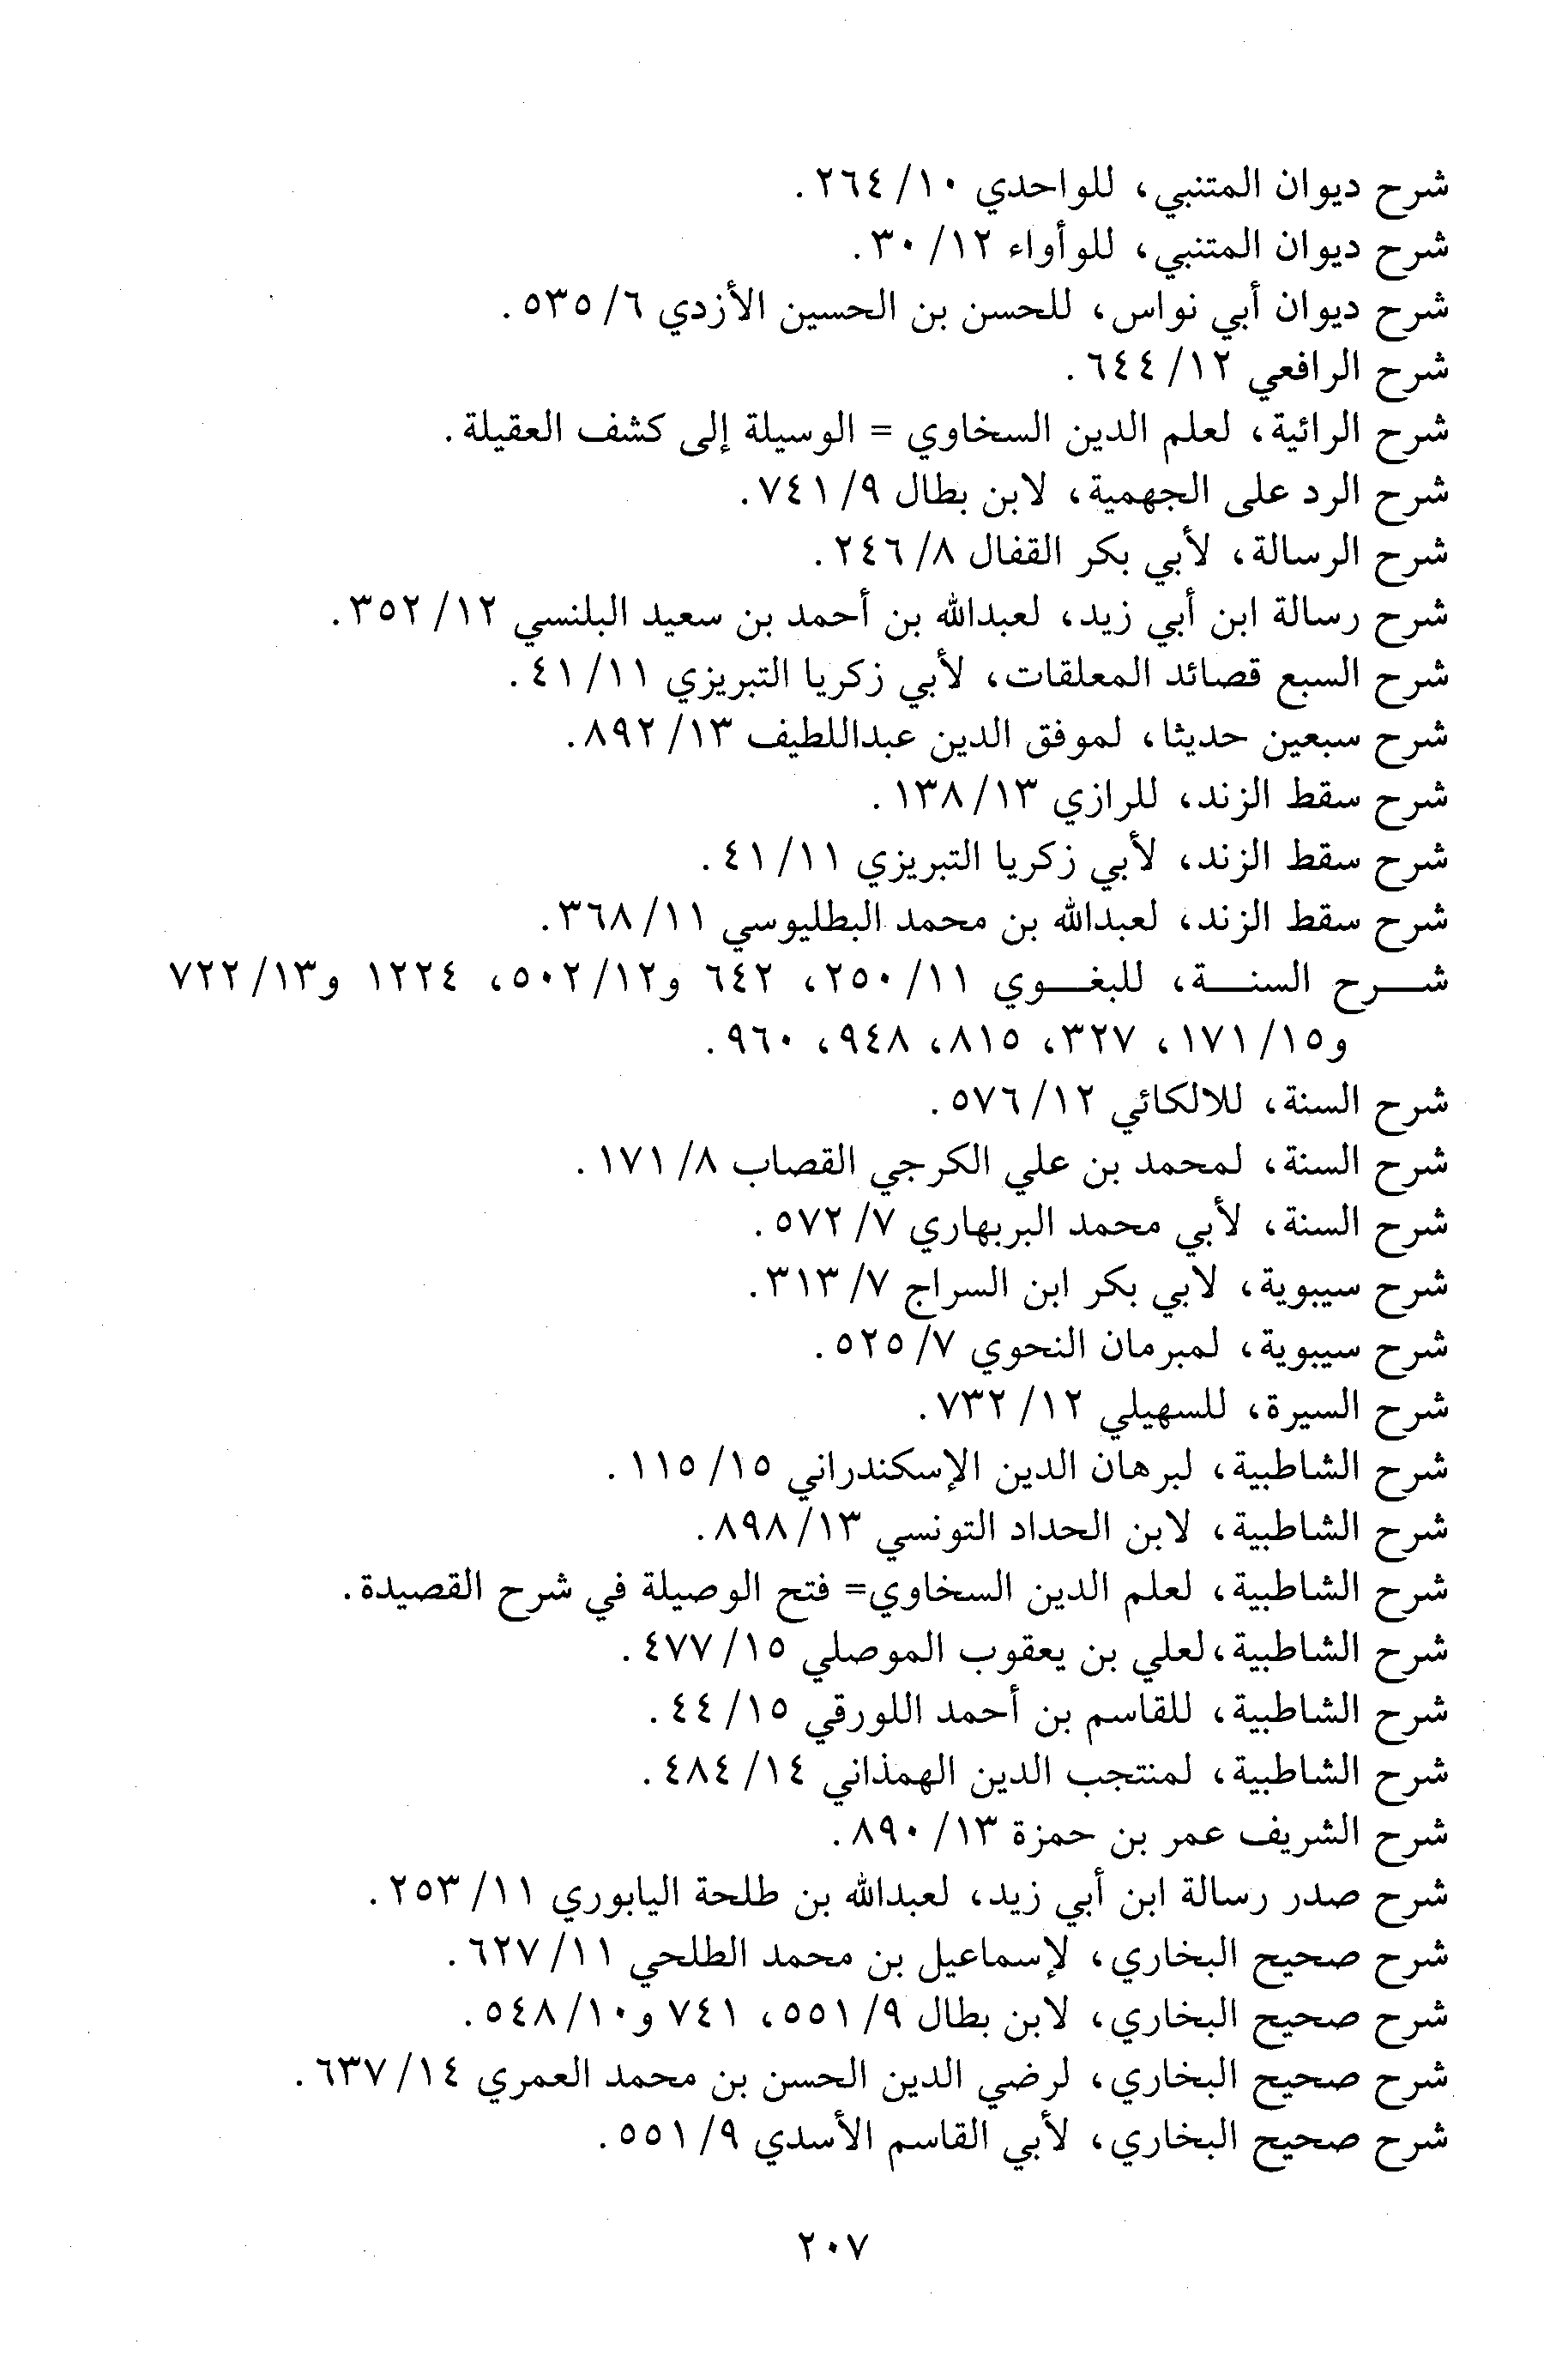 شرح ديوان المتنبي، للواحدي ١٠/ ٢٦٤.
شرح ديوان المتنبي، للوأواء ١٢/ ٣٠.
شرح ديوان أبي نواس، للحسن بن الحسين الأزدي ٦/ ٥٣٥.
شرح الرافعي ١٢/ ٦٤٤.
شرح الرائية، لعلم الدين السخاوي = الوسيلة إلى كشف العقيلة.
شرح الرد على الجهمية، لابن بطال ٩/ ٧٤١.
شرح الرسالة، لأبي بكر القفال ٨/ ٢٤٦.
شرح رسالة ابن أبي زيد، لعبدالله بن أحمد بن سعيد البلنسي ١٢/ ٣٥٢.
شرح السبع قصائد المعلقات، لأبي زكريا التبريزي ١١/ ٤١.
شرح سبعين حديثا، لموفق الدين عبداللطيف ١٣/ ٨٩٢.
شرح سقط الزند، للرازي ١٣/ ١٣٨.
شرح سقط الزند، لأبي زكريا التبريزي ١١/ ٤١.
شرح سقط الزند، لعبدالله بن محمد البطليوسي ١١/ ٣٦٨.
شـــرح السنـــة، للبغـــوي ١١/ ٢٥٠، ٦٤٢ و١٢/ ٥٠٢، ١٢٢٤ و١٣/ ٧٢٢
و١٥/ ١٧١، ٣٢٧، ٨١٥، ٩٤٨، ٩٦٠.
شرح السنة، للالكائي ١٢/ ٥٧٦.
شرح السنة، لمحمد بن علي الكرجي القصاب ٨/ ١٧١.
شرح السنة، لأبي محمد البربهاري ٧/ ٥٧٢.
شرح سيبوية، لابي بكر ابن السراج ٧/ ٣١٣.
شرح سيبوية، لمبرمان النحوي ٧/ ٥٢٥.
شرح السيرة، للسهيلي ١٢/ ٧٣٢.
شرح الشاطبية، لبرهان الدين الإسكندراني ١٥/ ١١٥.
شرح الشاطبية، لابن الحداد التونسي ١٣/ ٨٩٨.
شرح الشاطبية، لعلم الدين السخاوي= فتح الوصيلة في شرح القصيدة.
شرح الشاطبية،لعلي بن يعقوب الموصلي ١٥/ ٤٧٧.
شرح الشاطبية، للقاسم بن أحمد اللورقي ١٥/ ٤٤.
شرح الشاطبية، لمنتجب الدين الهمذاني ١٤/ ٤٨٤.
شرح الشريف عمر بن حمزة ١٣/ ٨٩٠.
شرح صدر رسالة ابن أبي زيد، لعبدالله بن طلحة اليابوري ١١/ ٢٥٣.
شرح صحيح البخاري، لإسماعيل بن محمد الطلحي ١١/ ٦٢٧.
شرح صحيح البخاري، لابن بطال ٩/ ٥٥١، ٧٤١ و١٠/ ٥٤٨.
شرح صحيح البخاري، لرضي الدين الحسن بن محمد العمري ١٤/ ٦٣٧.
شرح صحيح البخاري، لأبي القاسم الأسدي ٩/ ٥٥١.
٢٠٧